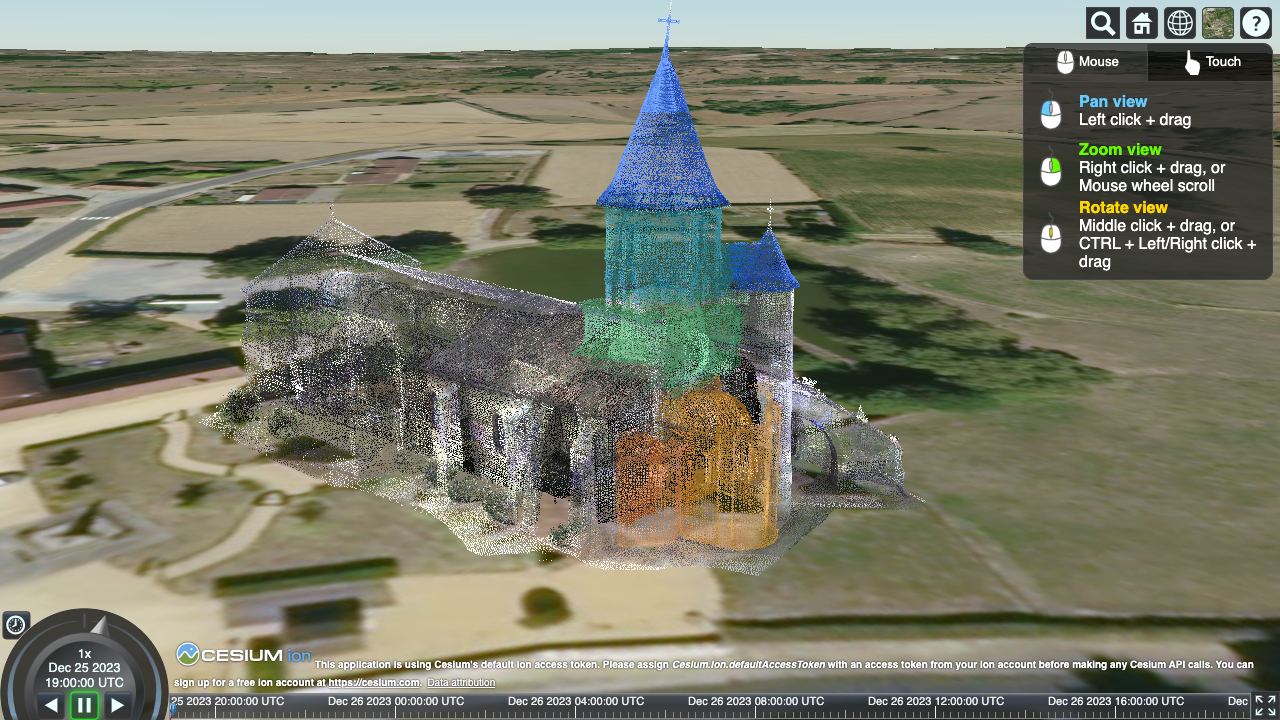 Mouse
Touch
Pan view
Left click + drag
Zoom view
Right click + drag, or
Mouse wheel scroll
Rotate view
Middle click + drag, or
CTRL + Left/Right click +
drag
1x
Dec 25 2023
19:00:00 UTC
CESIUM ion This application is using Cesium's default ion access token. Please assign Cesium.Ion.defaultAccessToken with an access token from your ion account before making any Cesium API calls. You can
sign up for a free ion account at https://cesium.com. Data attribution
25 2023 20:00:00 UTC Dec 26 2023 00:00:00 UTC Dec 26 2023 04:00:00 UTC Dec 26 2023 08:00:00 UTC Dec 26 2023 12:00:00 UTC Dec 26 2023 16:00:00 UTC Dec